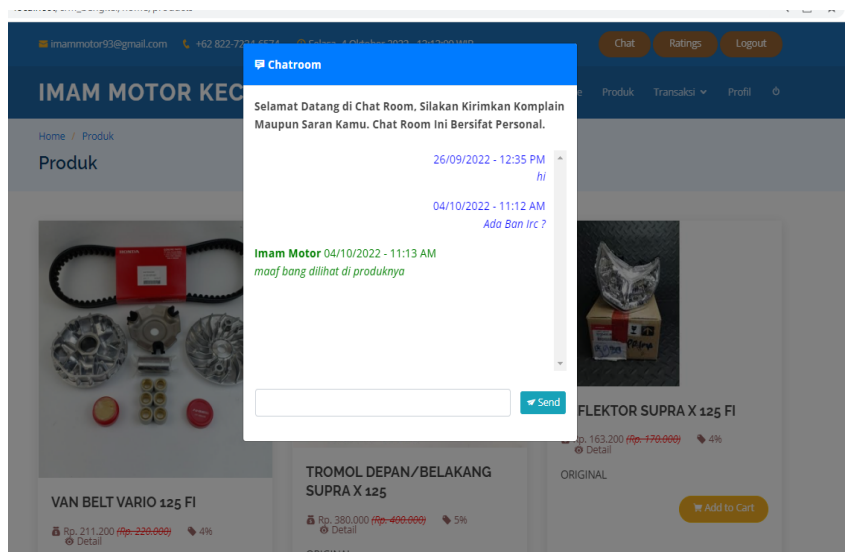 imammotor93@gmail.com
Chat
Ratings
Logout
Chatroom
IMAM MOTOR KEC
Produk
Transaksi
Profil
Selamat Datang di Chat Room, Silakan Kirimkan Komplain
Maupun Saran Kamu. Chat Room Ini Bersifat Personal.
Home / Produk
Produk
26/09/2022 - 12:35 PM
hi
04/10/2022 - 11:12 AM
Ada Ban Irc ?
Imam Motor 04/10/2022 - 11:13 AM
maaf bang dilihat di produknya
Send
VAN BELT VARIO 125 FI
Rp. 211.200 (Rp. 220.000) 4%
Detail
TROMOL DEPAN/BELAKANG
SUPRA X 125
Rp. 380.000 (Rp. 400.000) 5%
Detail
FLEKTOR SUPRA X 125 FI
Rp. 163.200 (Rp. 170.000) 4%
Detail
ORIGINAL
Add to Cart